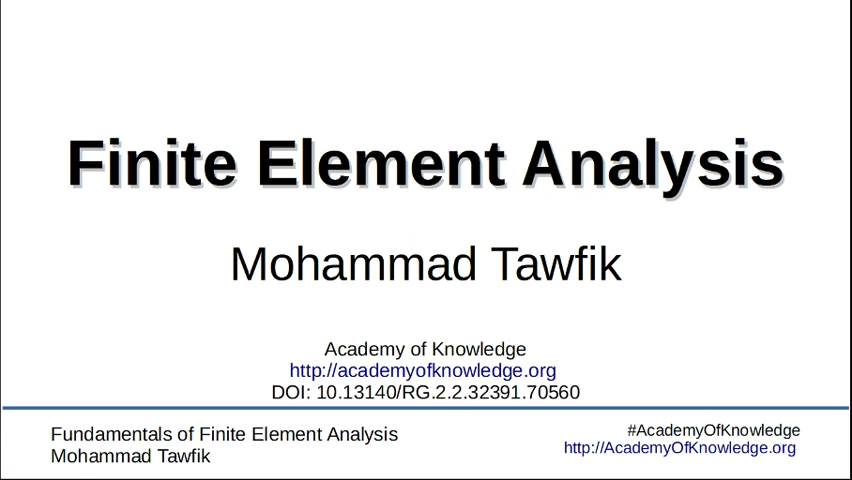 Finite Element Analysis
Mohammad Tawfik
Academy of Knowledge
http://academyofknowledge.org
DOI: 10.13140/RG.2.2.32391.70560
Fundamentals of Finite Element Analysis
Mohammad Tawfik
#AcademyOfKnowledge
http://AcademyOfKnowledge.org